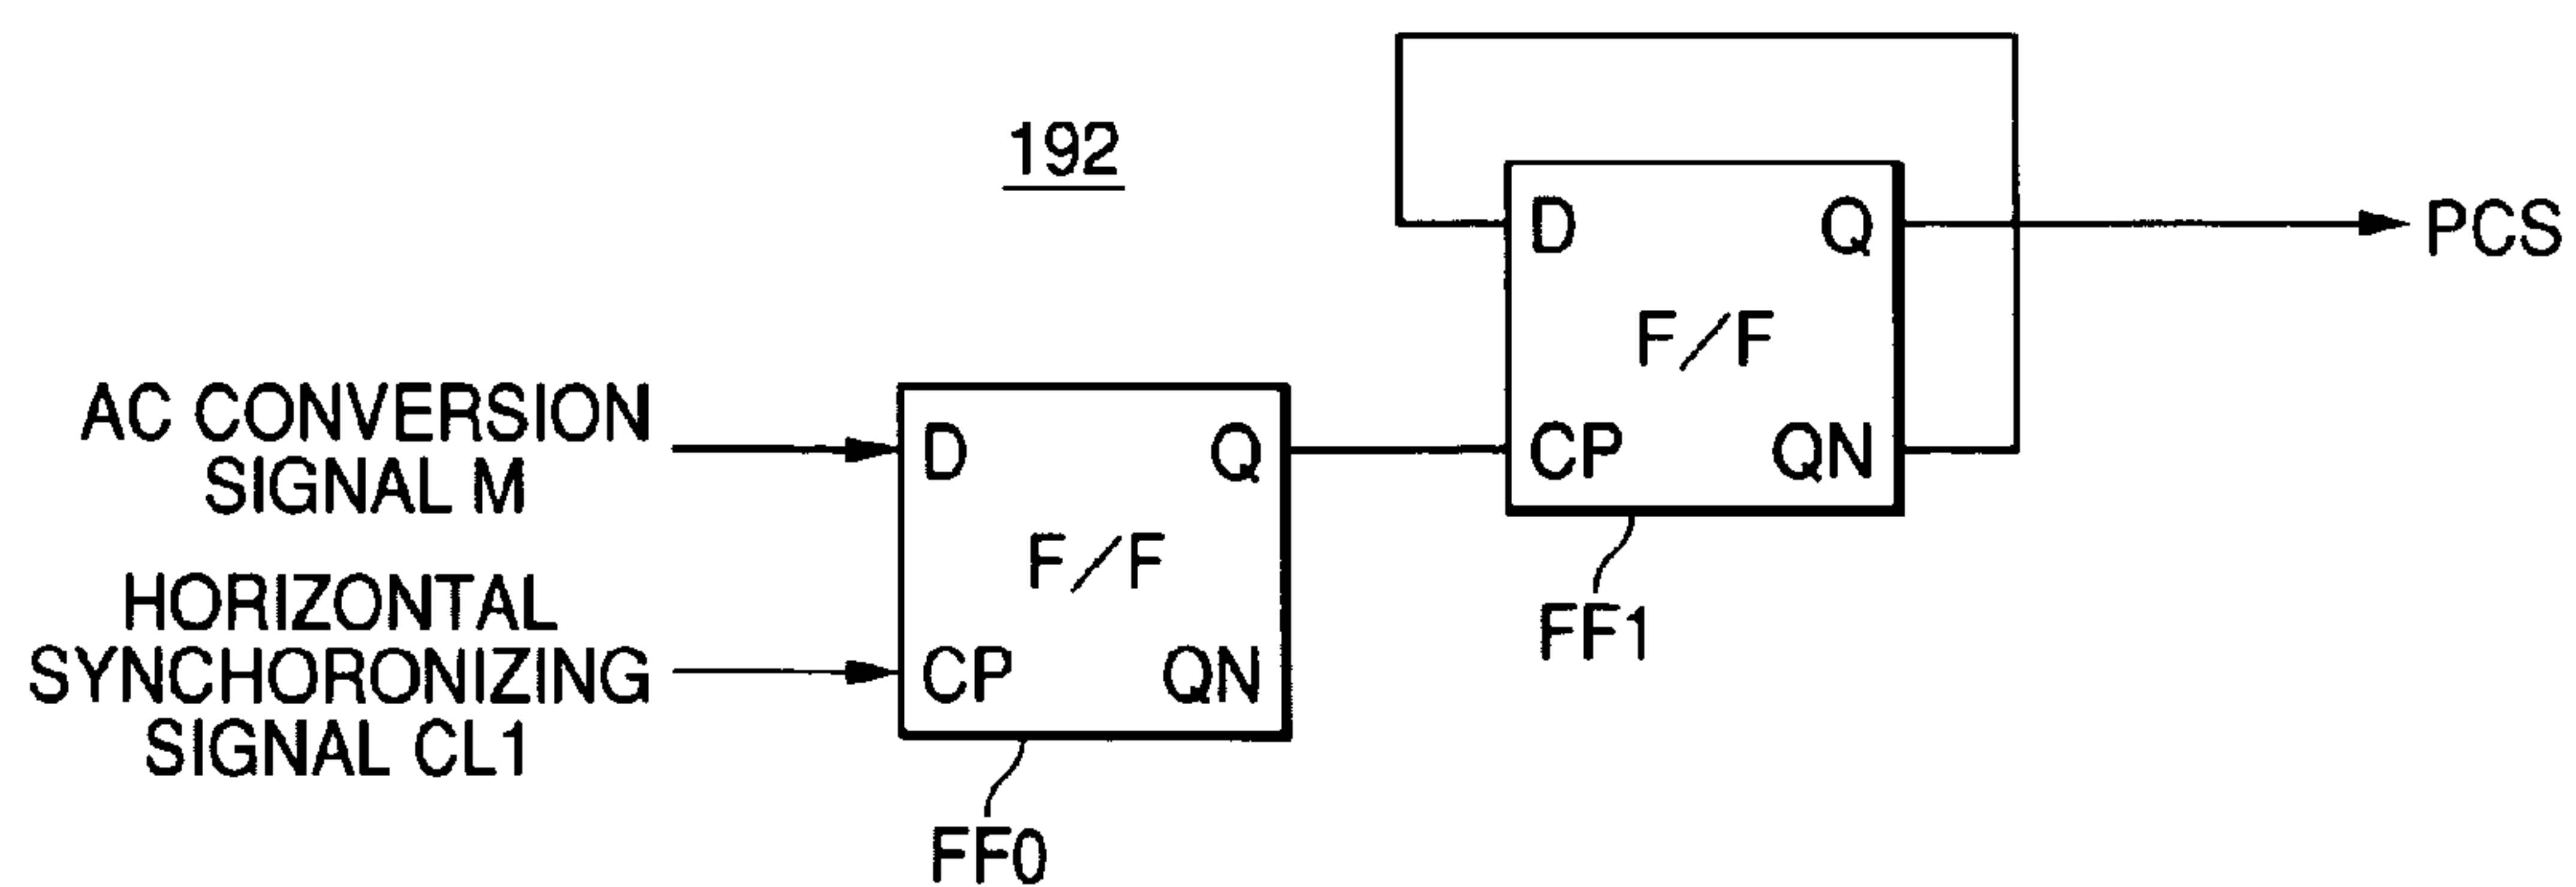 192
D Q
F/F
CP QN
FF1
PCS
AC CONVERSION
SIGNAL M
HORIZONTAL
SYNCHORONIZING
SIGNAL CL1
D Q
F/F
CP QN
FF0